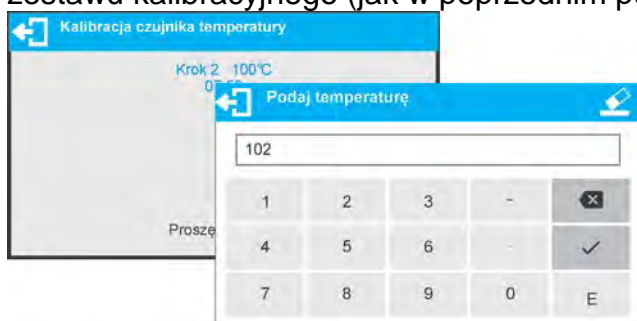 zestawu kalibracyjnego (jak w poprzednim
Kalibracja czujnika temperatury
Krok 2 100°C
Podaj temperaturę
102
1 2 3 -
4 5 6 .
7 8 9 0 E
Proszę